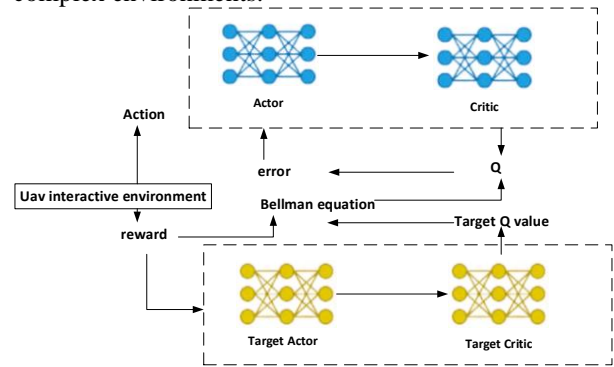 complex environments.
Actor
Critic
Action
error
Q
Uav interactive environment
Bellman equation
Target Q value
reward
Target Actor
Target Critic